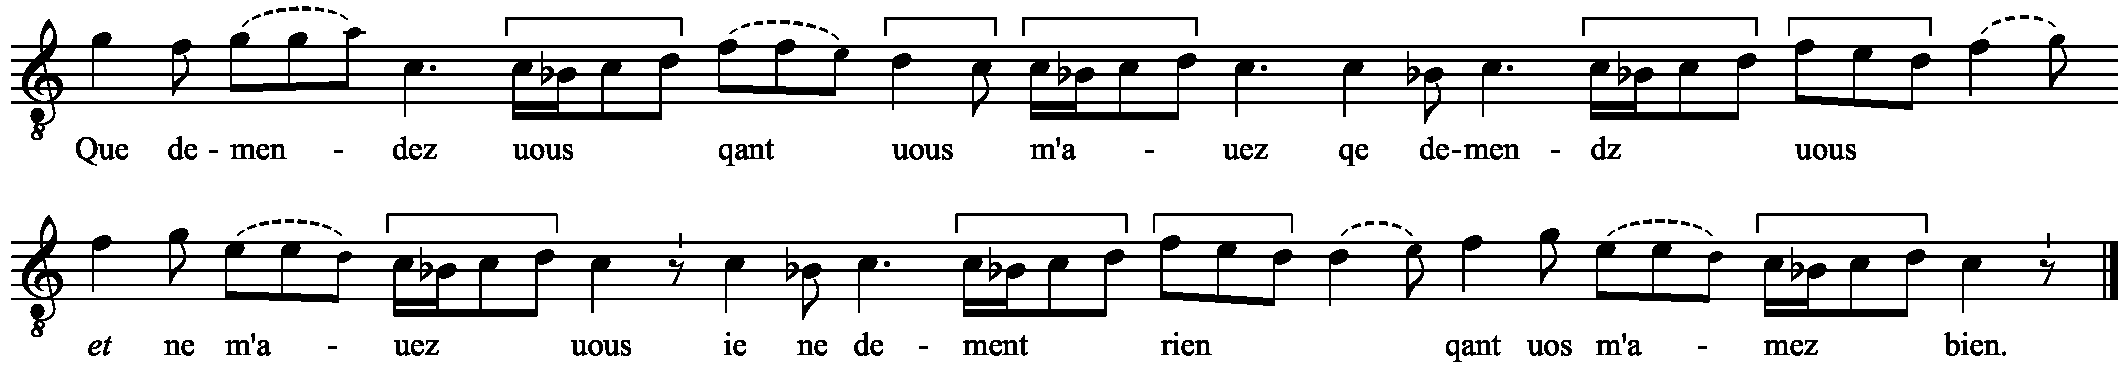 Que de - men - dez uous qant uous m'a - uez qe de - men - dz uous
et ne m'a - uez uous ie ne de - ment rien qant uos m'a - mez bien.